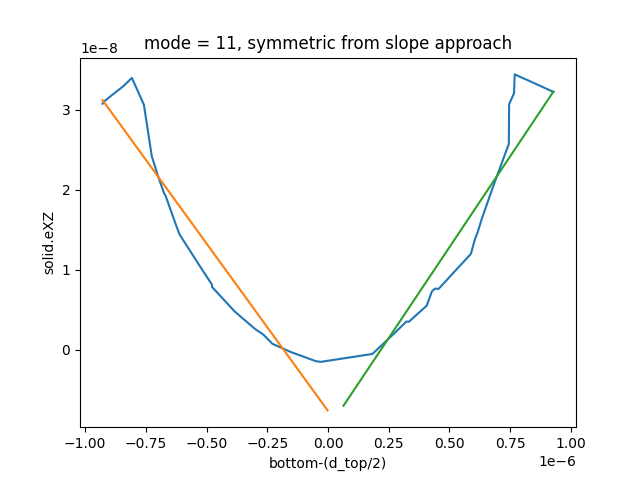 mode = 11, symmetric from slope approach
1e−8
3
2
1
0
solid.eXZ
−1.00 −0.75 −0.50 −0.25 0.00 0.25 0.50 0.75 1.00
bottom-(d_top/2)
1e−6